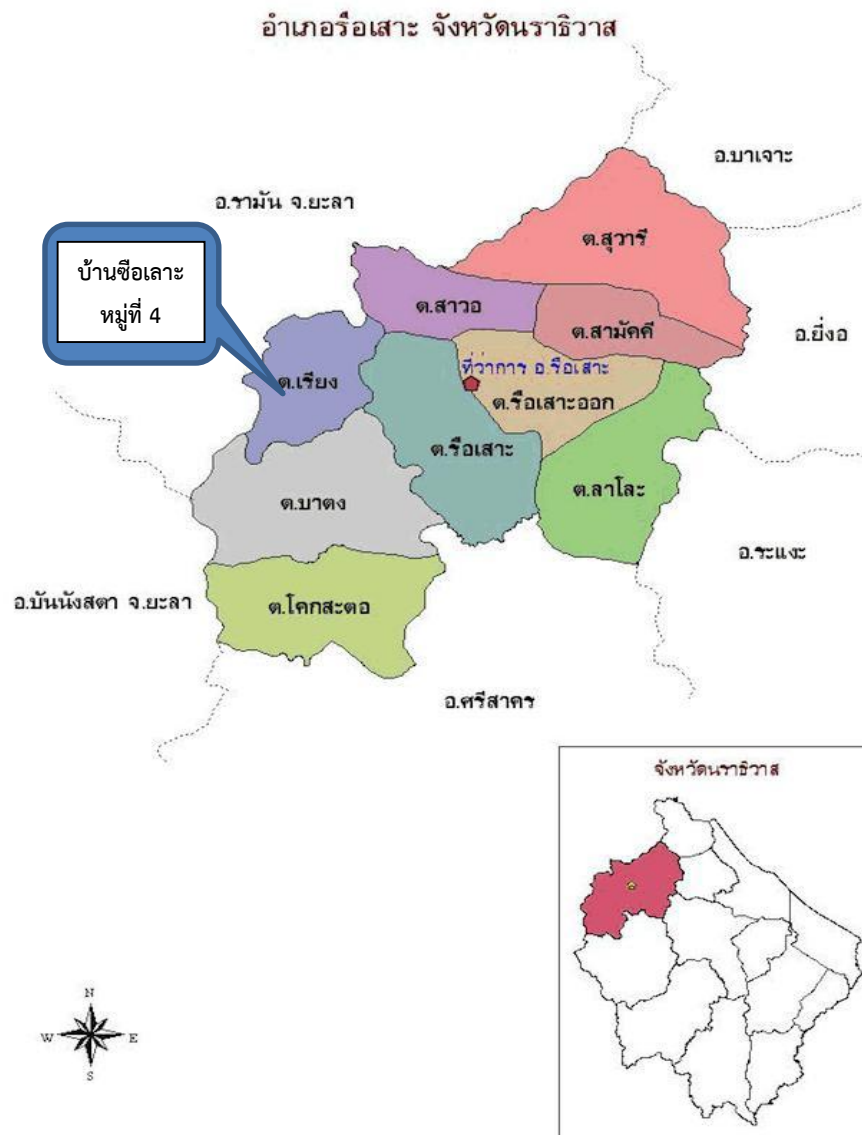 อำเภอรือเสาะ จังหวัดนราธิวาส
อ.บาเจาะ
อ.รามัน จ.ยะลา
ต.สุวารี
บ้านซือเลาะ
หมู่ที่ 4
ต.สาวอ
ต.สามัคคี
อ.ยี่งอ
ที่ว่าการ อ.รือเสาะ
ต.เรียง
ต.รือเสาะออก
ต.รือเสาะ
ต.ลาโละ
ต.บาตง
อ.ระแงะ
อ.บันนังสตา จ.ยะลา
ต.โคกสะตอ
อ.ศรีสาคร
จังหวัดนราธิวาส
N
W
E
S